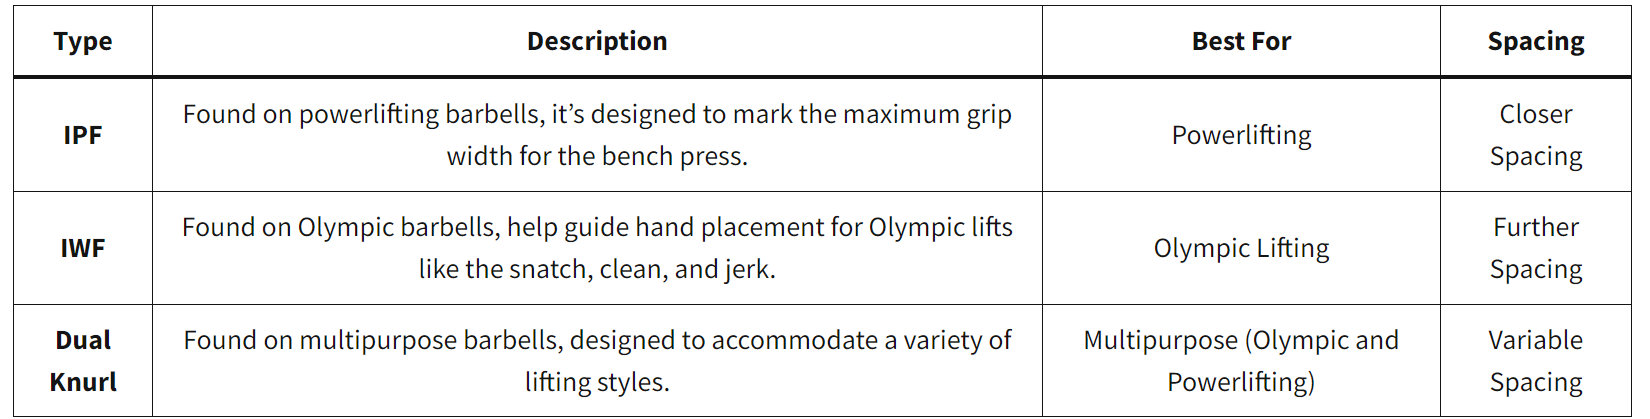 Type Description Best For Spacing
IPF
Found on powerlifting barbells, it’s designed to mark the maximum grip
width for the bench press.
Powerlifting
Closer
Spacing
IWF
Found on Olympic barbells, help guide hand placement for Olympic lifts
like the snatch, clean, and jerk.
Olympic Lifting
Further
Spacing
Dual
Knurl
Found on multipurpose barbells, designed to accommodate a variety of
lifting styles.
Multipurpose (Olympic and
Powerlifting)
Variable
Spacing